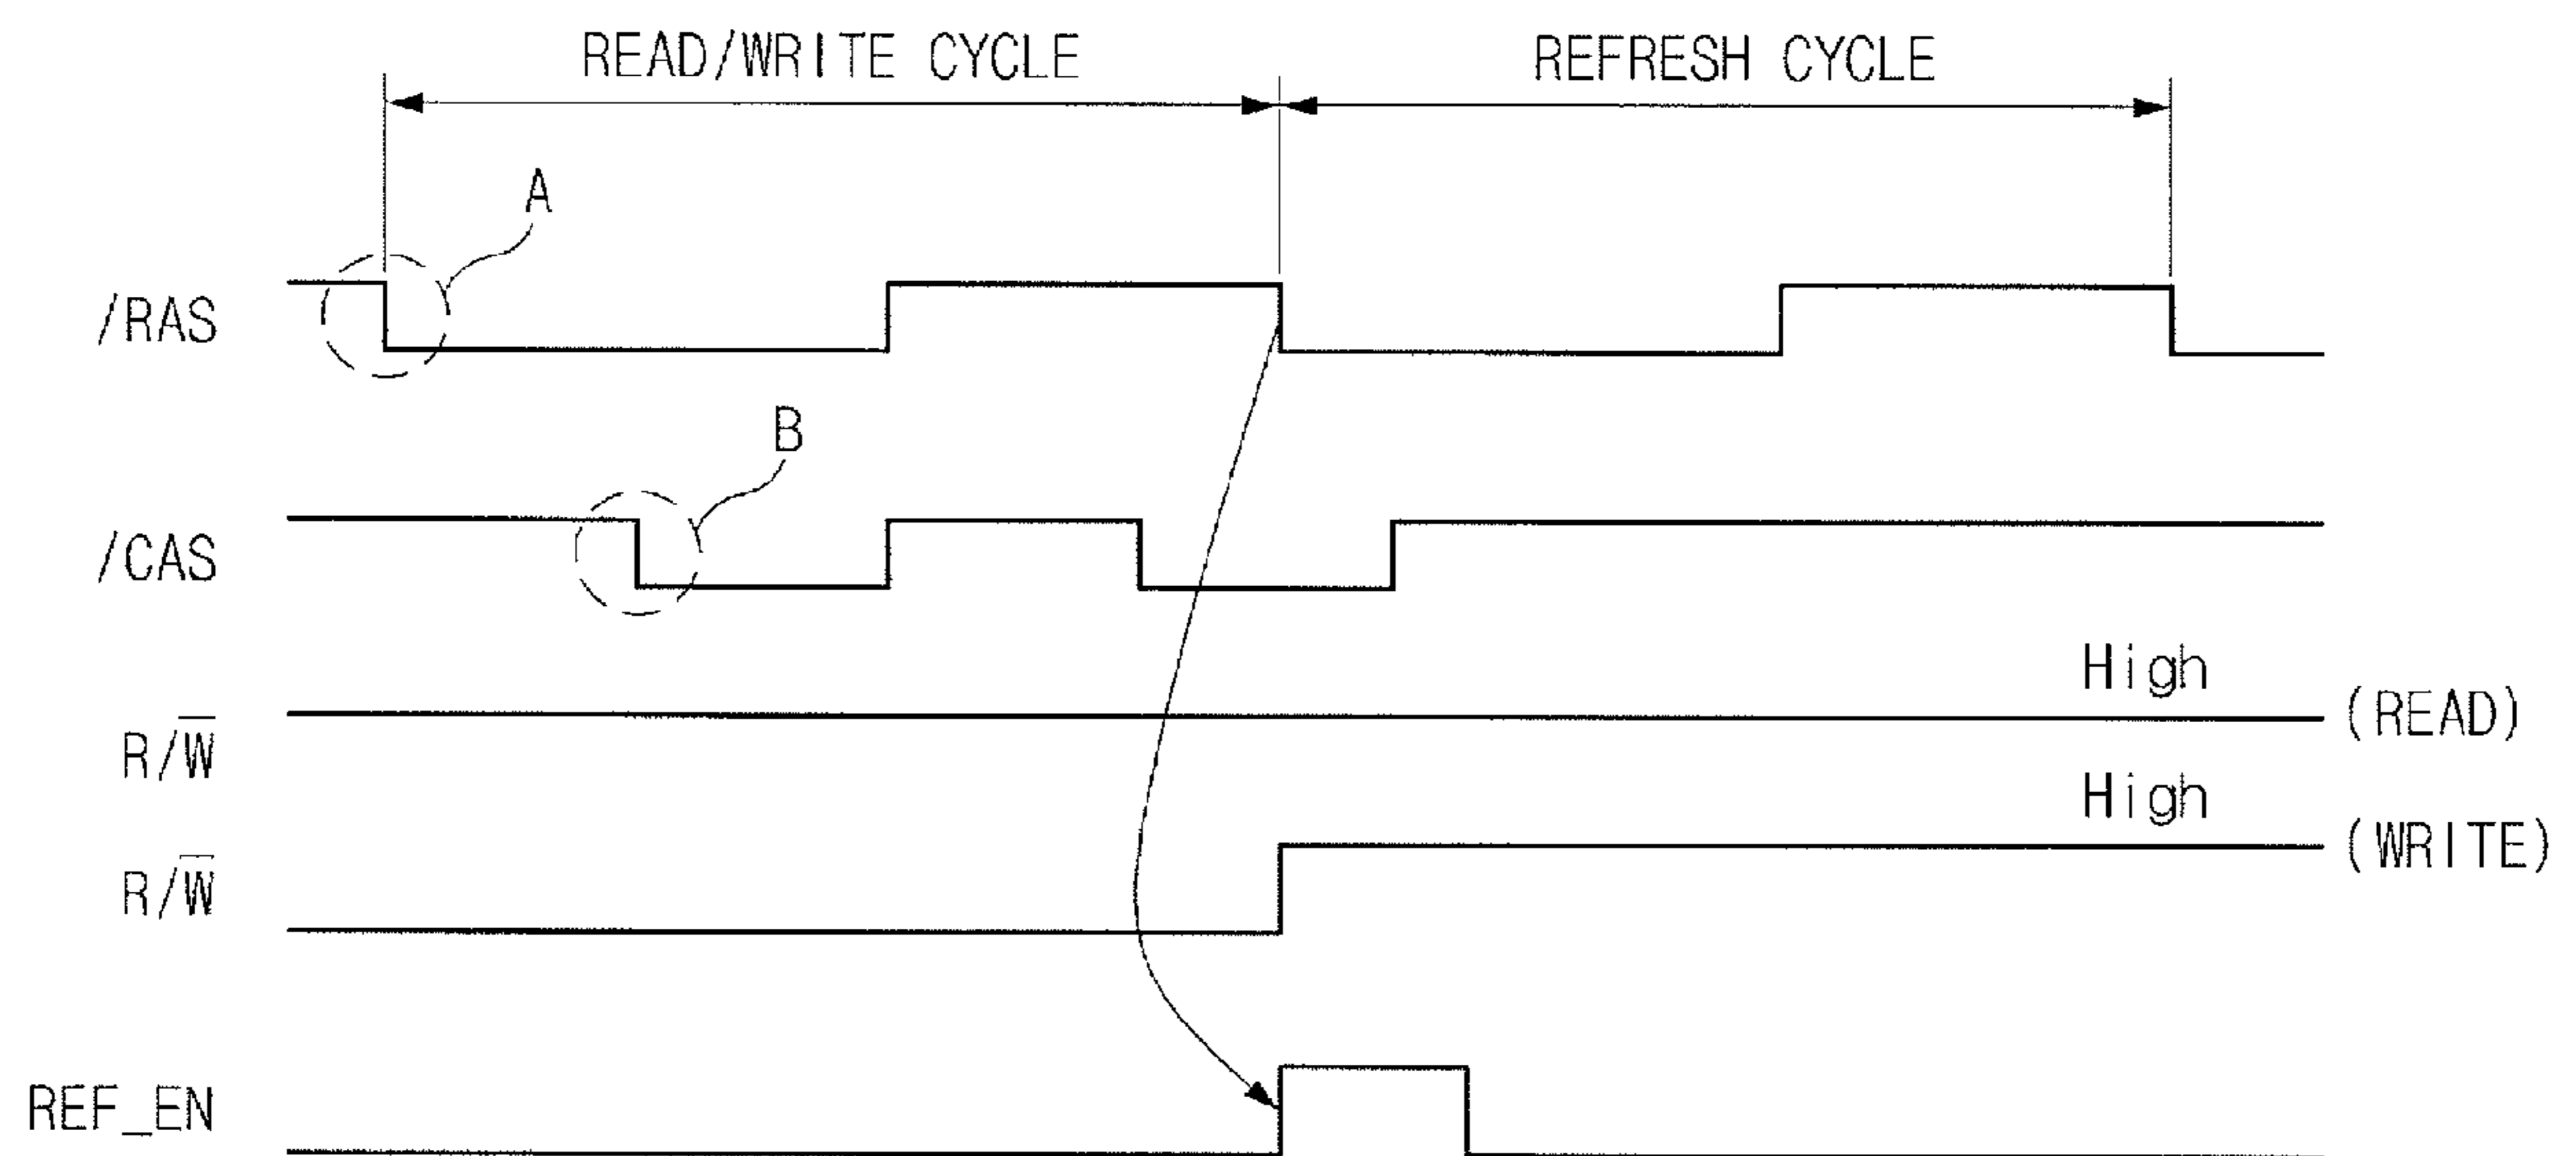 READ/WRITE CYCLE
REFRESH CYCLE
A
/RAS
B
/CAS
High
(READ)
R/W̅
High
(WRITE)
R/W̅
REF_EN